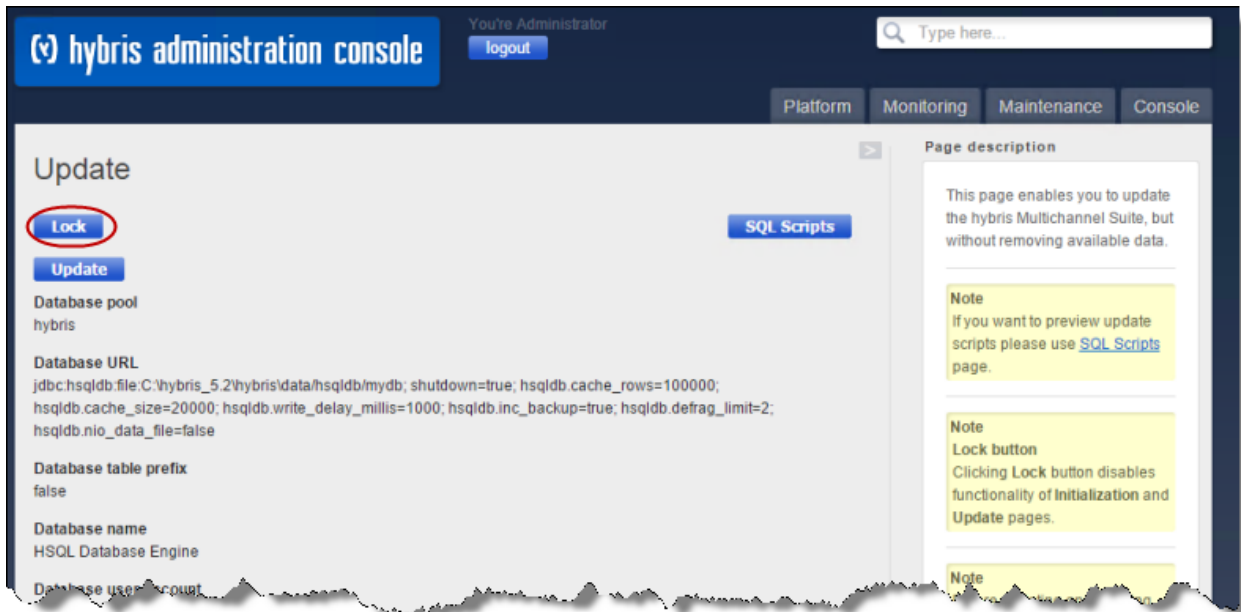 You're Administrator
(v) hybris administration console
logout
Type here...
Platform Monitoring Maintenance Console
Update
Lock
SQL Scripts
Update
Database pool
hybris
Database URL
jdbc:hsqldb:file:C:\hybris_5.2\hybris\data/hsqldb/mydb; shutdown=true; hsqldb.cache_rows=100000;
hsqldb.cache_size=20000; hsqldb.write_delay_millis=1000; hsqldb.inc_backup=true; hsqldb.defrag_limit=2;
hsqldb.nio_data_file=false
Database table prefix
false
Database name
HSQL Database Engine
Database user account
>
Page description
This page enables you to update
the hybris Multichannel Suite, but
without removing available data.
Note
If you want to preview update
scripts please use SQL Scripts
page.
Note
Lock button
Clicking Lock button disables
functionality of Initialization and
Update pages.
Note